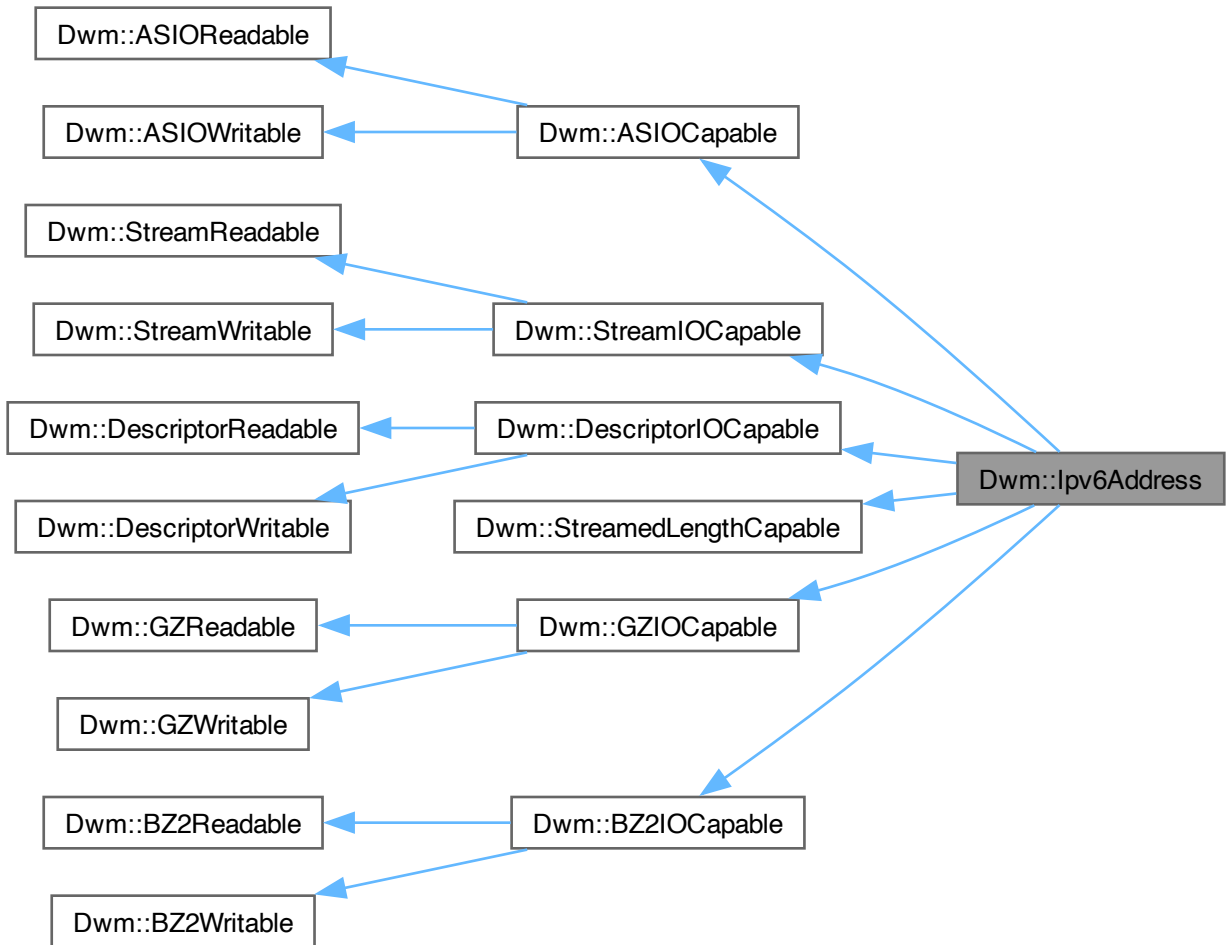 Dwm::ASIOReadable
Dwm::ASIOWritable
Dwm::ASIOCapable
Dwm::StreamReadable
Dwm::StreamWritable
Dwm::StreamIOCapable
Dwm::DescriptorReadable
Dwm::DescriptorIOCapable
Dwm::Ipv6Address
Dwm::DescriptorWritable
Dwm::StreamedLengthCapable
Dwm::GZReadable
Dwm::GZIOCapable
Dwm::GZWritable
Dwm::BZ2Readable
Dwm::BZ2IOCapable
Dwm::BZ2Writable